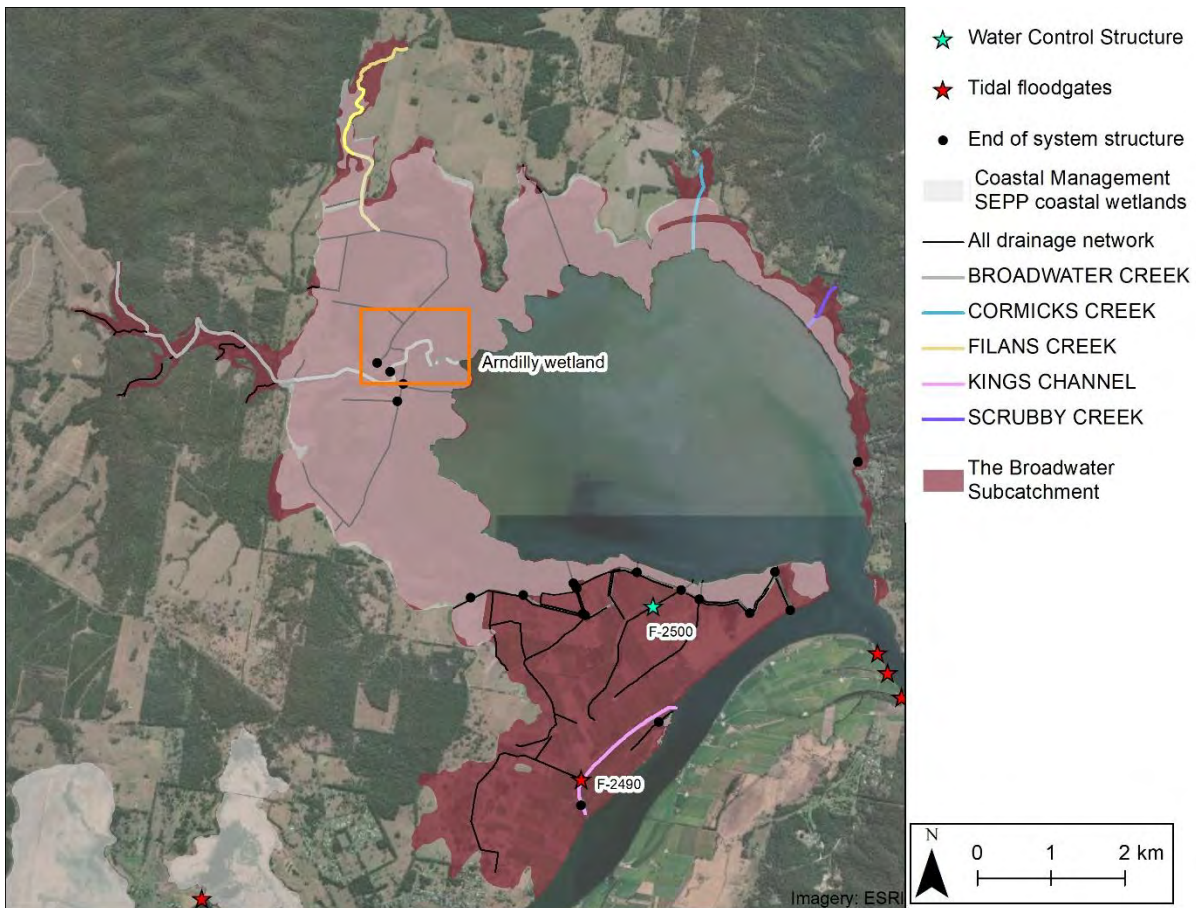 Water Control Structure
Tidal floodgates
End of system structure
Coastal Management
SEPP coastal wetlands
All drainage network
BROADWATER CREEK
CORMICKS CREEK
FILANS CREEK
KINGS CHANNEL
SCRUBBY CREEK
The Broadwater
Subcatchment
Arndilly wetland
F-2500
F-2490
N
0 1 2 km
Imagery: ESRI